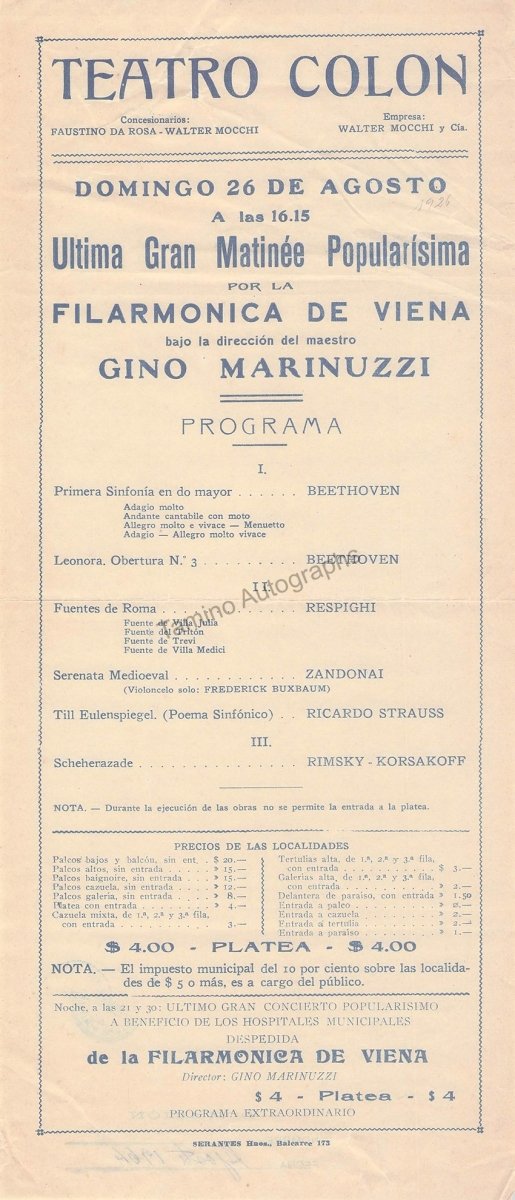 TEATRO COLON
Concesionarios:
FAUSTINO DA ROSA - WALTER MOCCHI
Empresa:
WALTER MOCCHI y Cía.
DOMINGO 26 DE AGOSTO
1926
A las 16.15
Ultima Gran Matinée Popularísima
POR LA
FILARMONICA DE VIENA
bajo la dirección del maestro
GINO MARINUZZI
PROGRAMA
I.
Primera Sinfonía en do mayor . . . . . . BEETHOVEN
Adagio molto
Andante cantabile con moto
Allegro molto e vivace — Menuetto
Adagio — Allegro molto vivace
Leonora. Obertura N.º 3 . . . . . . . . . BEETHOVEN
II.
Fuentes de Roma . . . . . . . . . . . . RESPIGHI
Fuente de Villa Julia
Fuente del Tritón
Fuente de Trevi
Fuente de Villa Medici
Tamino Autographs
Serenata Medioeval . . . . . . . . . . . . ZANDONAI
(Violoncelo solo: FREDERICK BUXBAUM)
Till Eulenspiegel. (Poema Sinfónico) . . RICARDO STRAUSS
III.
Scheherazade . . . . . . . . . . . . . . . RIMSKY - KORSAKOFF
NOTA. — Durante la ejecución de las obras no se permite la entrada a la platea.
PRECIOS DE LAS LOCALIDADES
Palcos bajos y balcón, sin ent. . $ 20.—
Palcos altos, sin entrada . . . . » 15.—
Palcos baignoire, sin entrada . . . » 15.—
Palcos cazuela, sin entrada . . . » 12.—
Palcos galería, sin entrada . . . » 8.—
Platea con entrada . . . . . . » 4.—
Cazuela mixta, de 1.ª, 2.ª y 3.ª fila,
con entrada . . . . . . . . 3.—
Tertulias alta, de 1.ª, 2.ª y 3.ª fila,
con entrada . . . . . . . . $ 3.—
Galerías alta, de 1.ª, 2.ª y 3.ª fila,
con entrada . . . . . . . . » 2.—
Delantera de paraíso, con entrada » 1.50
Entrada a palco . . . . . . . » 2.—
Entrada a cazuela . . . . . . » 2.—
Entrada a tertulia . . . . . . » 2.—
Entrada a paraíso . . . . . . » 1.—
$ 4.00 - PLATEA - $ 4.00
NOTA. — El impuesto municipal del 10 por ciento sobre las localida-
des de $ 5 o más, es a cargo del público.
Noche, a las 21 y 30: ULTIMO GRAN CONCIERTO POPULARISIMO
A BENEFICIO DE LOS HOSPITALES MUNICIPALES
DESPEDIDA
de la FILARMONICA DE VIENA
Director: GINO MARINUZZI
$ 4 - Platea - $ 4
PROGRAMA EXTRAORDINARIO
SERANTES Hnos., Balcarce 173